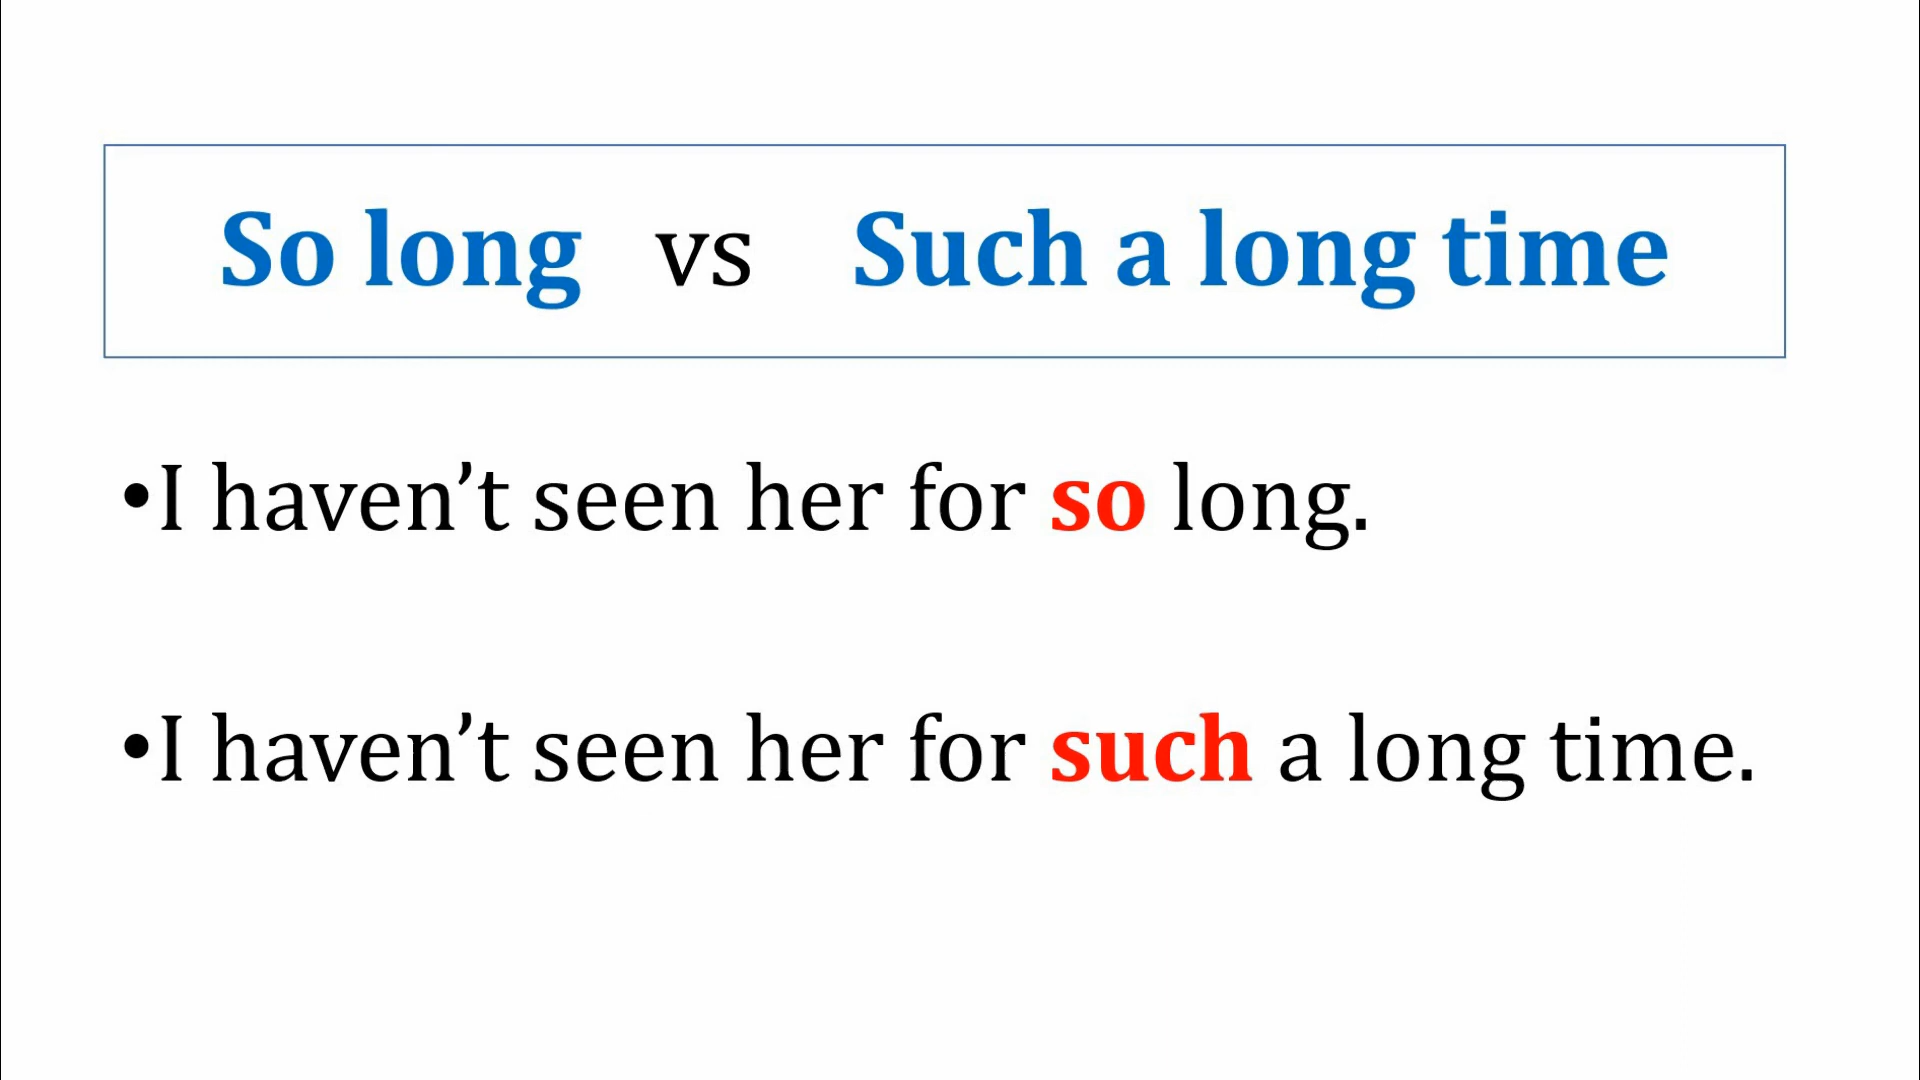 So long vs Such a long time
•I haven’t seen her for so long.
•I haven’t seen her for such a long time.